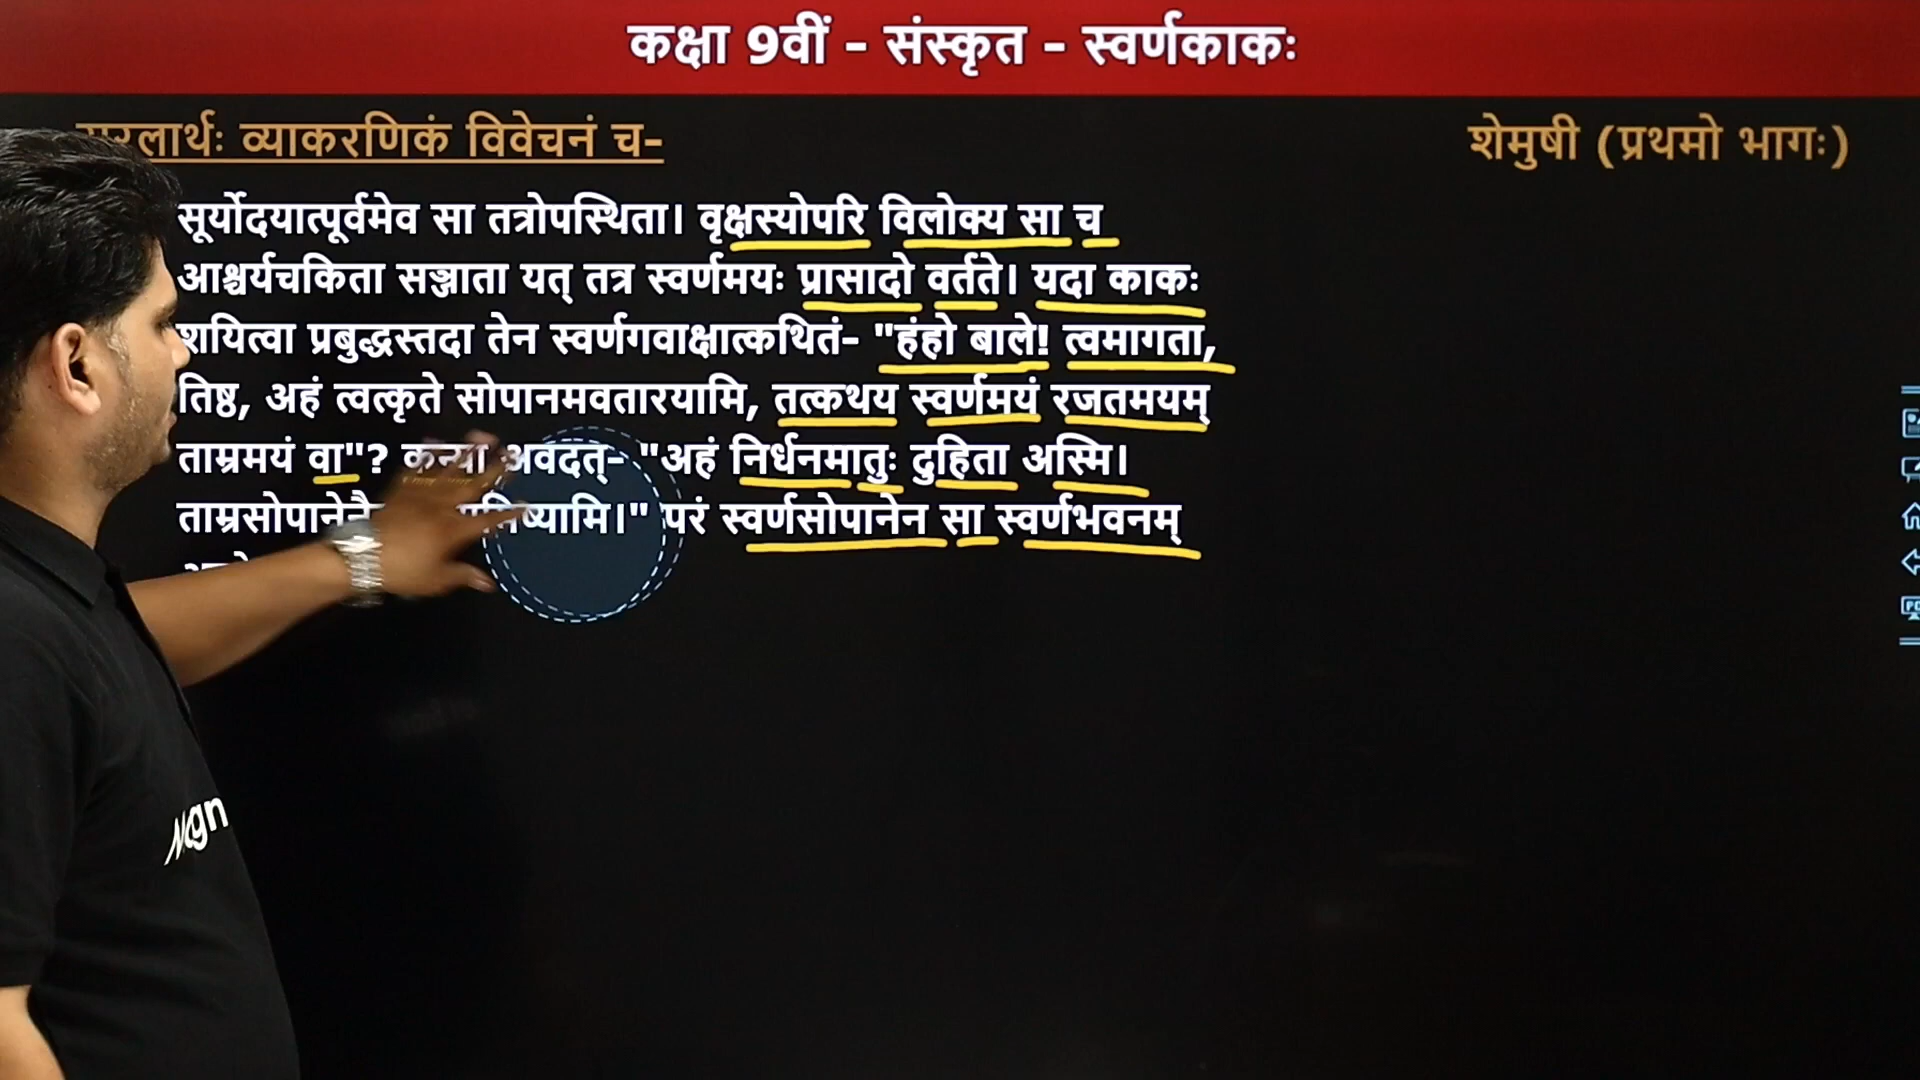 कक्षा 9वीं - संस्कृत - स्वर्णकाकः
व्याकरणिकं विवेचनं च-
शेमुषी (प्रथमो भागः)
सूर्योदयात्पूर्वमेव सा तत्रोपस्थिता। वृक्षस्योपरि विलोक्य सा च
आश्चर्यचकिता सञ्जाता यत् तत्र स्वर्णमयः प्रासादो वर्तते। यदा काकः
शयित्वा प्रबुद्धस्तदा तेन स्वर्णगवाक्षात्कथितं- "हंहो बाले! त्वमागता,
तिष्ठ, अहं त्वत्कृते सोपानमवतारयामि, तत्कथय स्वर्णमयं रजतमयम्
ताम्रमयं वा"? कन्या अवदत्- "अहं निर्धनमातुः दुहिता अस्मि।
परं स्वर्णसोपानेन सा स्वर्णभवनम्